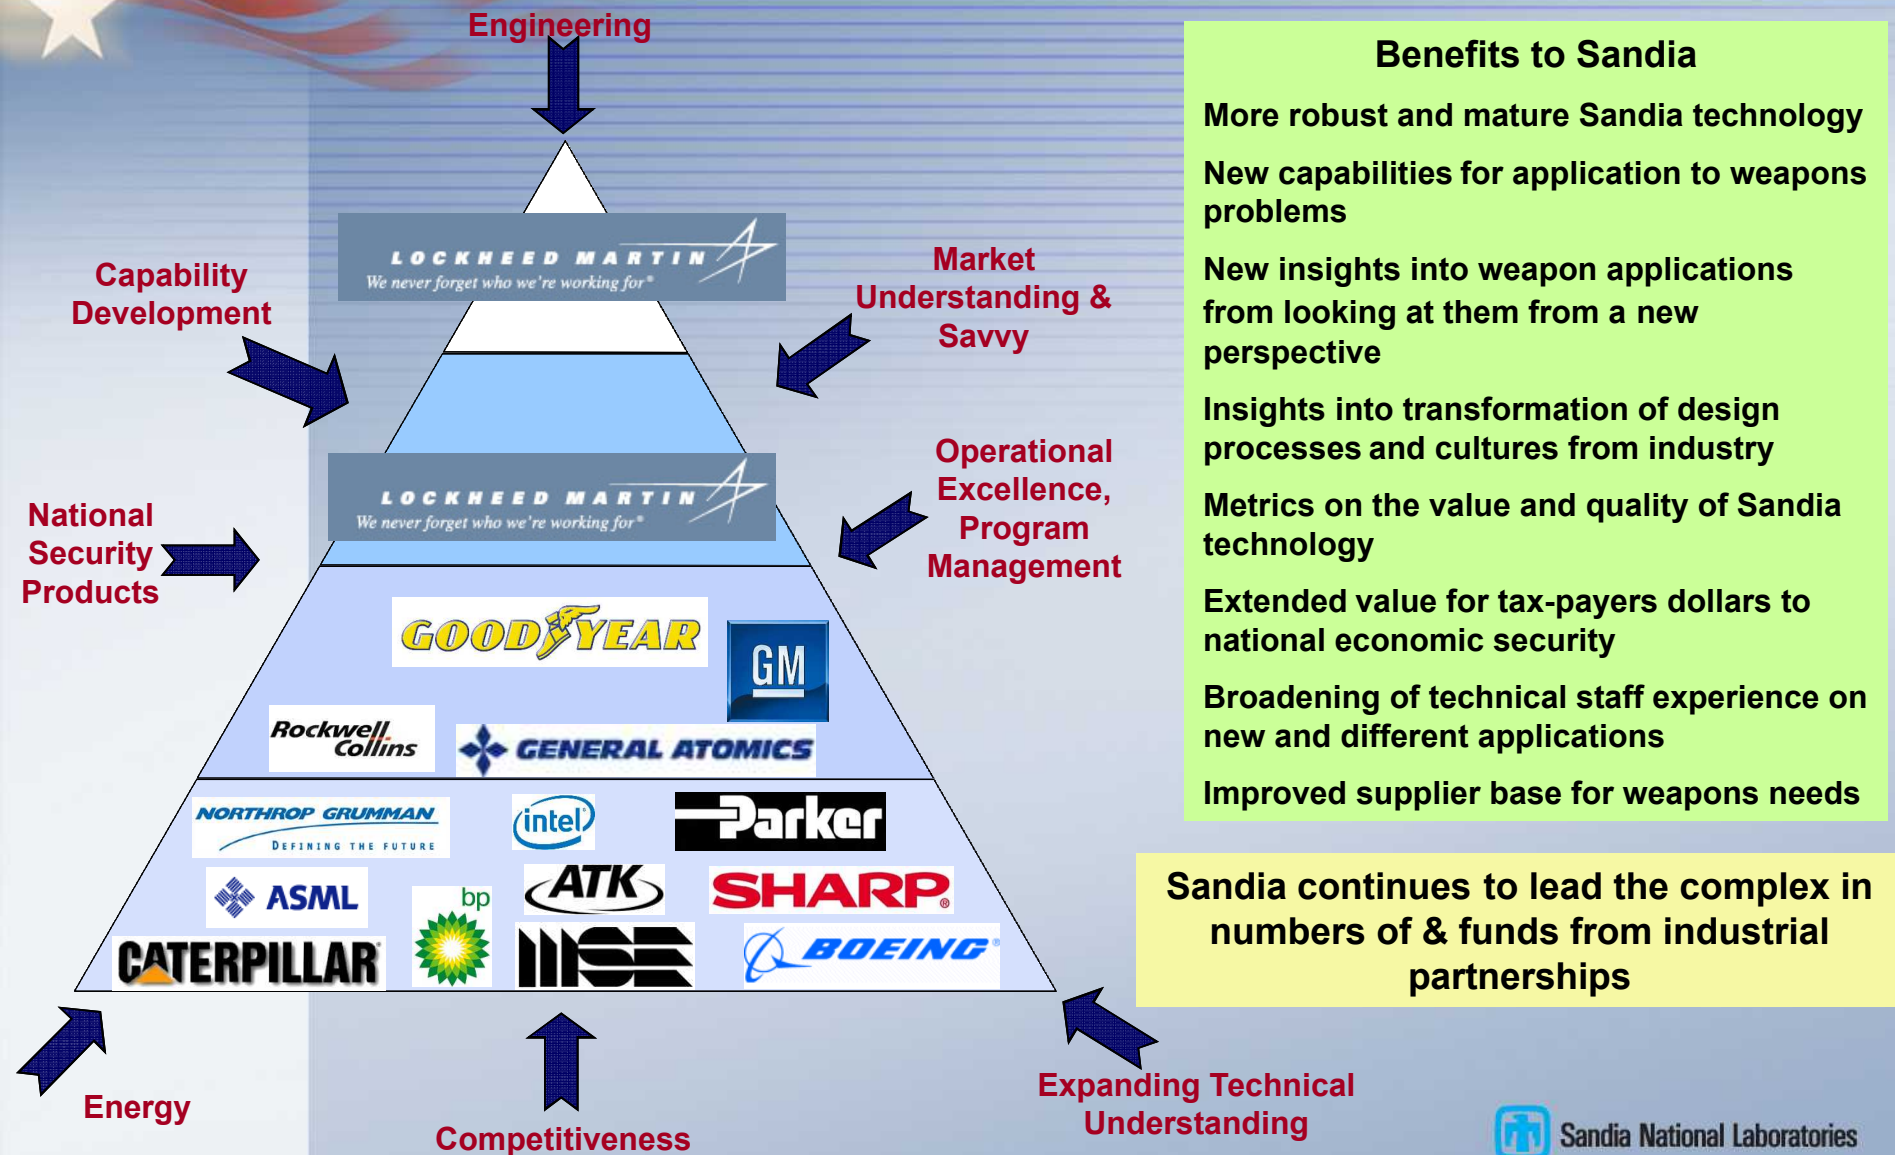 Engineering
LOCKHEED MARTIN
We never forget who we're working for®
Capability
Development
Market
Understanding &
Savvy
LOCKHEED MARTIN
We never forget who we're working for®
National
Security
Products
Operational
Excellence,
Program
Management
GOODYEAR
GM
Rockwell
Collins
GENERAL ATOMICS
NORTHROP GRUMMAN
DEFINING THE FUTURE
intel
Parker
ASML
bp
ATK
SHARP®
CATERPILLAR
MSE
BOEING®
Energy
Competitiveness
Expanding Technical
Understanding
Benefits to Sandia
More robust and mature Sandia technology
New capabilities for application to weapons
problems
New insights into weapon applications
from looking at them from a new
perspective
Insights into transformation of design
processes and cultures from industry
Metrics on the value and quality of Sandia
technology
Extended value for tax-payers dollars to
national economic security
Broadening of technical staff experience on
new and different applications
Improved supplier base for weapons needs
Sandia continues to lead the complex in
numbers of & funds from industrial
partnerships
Sandia National Laboratories